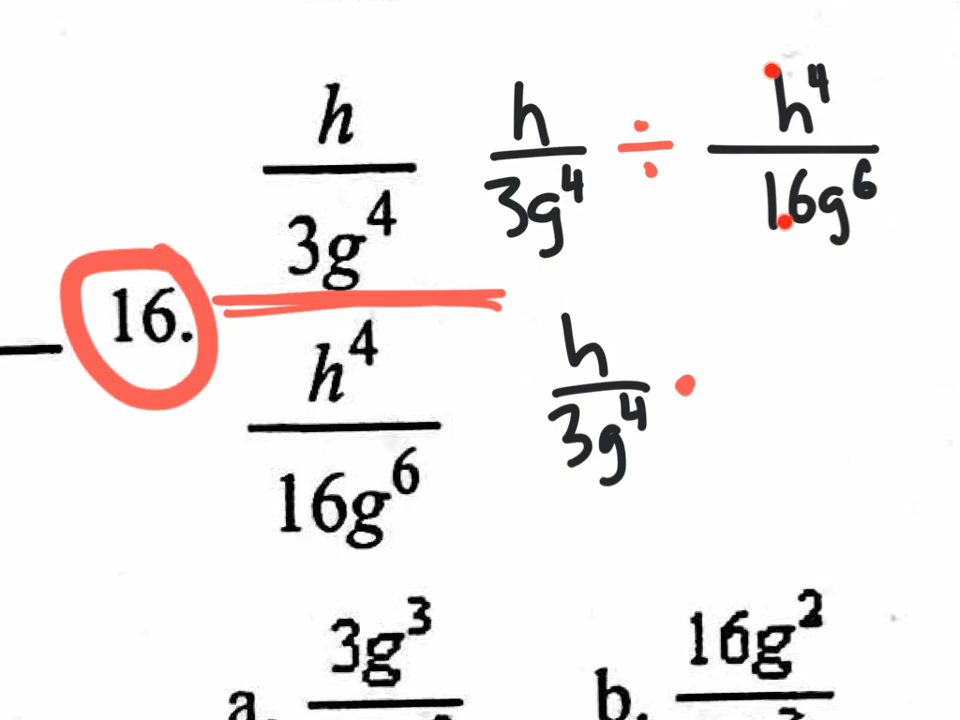 h/(3g^4)    h/(3g^4) ÷ h^4/(16g^6)
16. ───
h^4/(16g^6)    h/(3g^4) ·
a. 3g^3    b. 16g^2